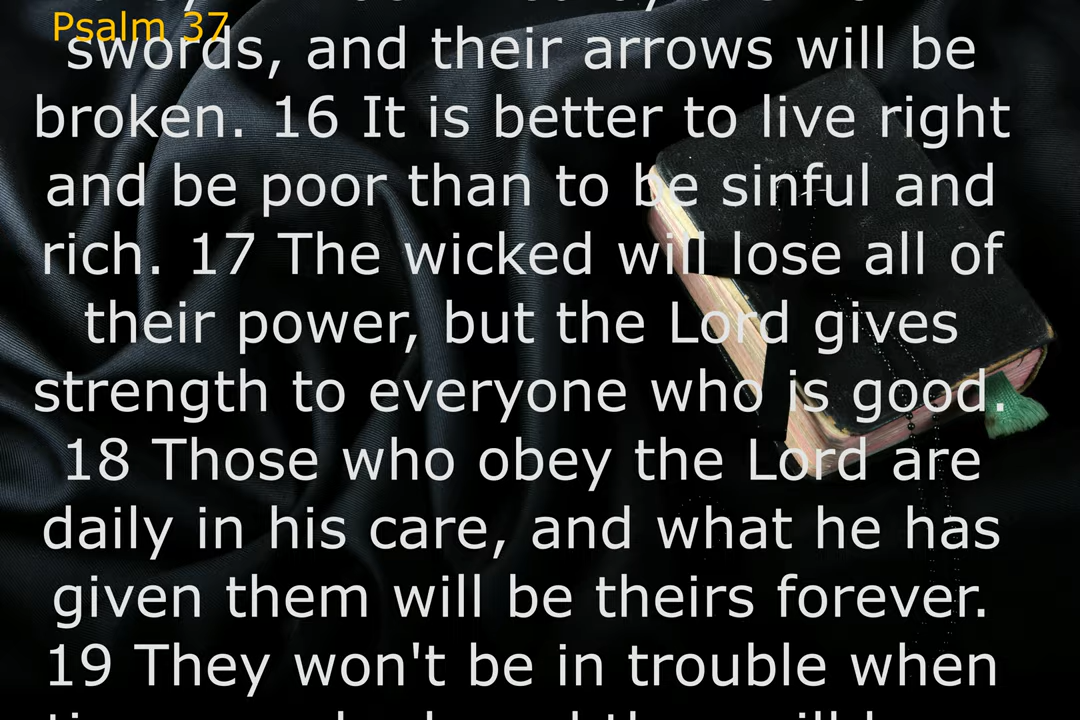 Psalm 37
swords, and their arrows will be
broken. 16 It is better to live right
and be poor than to be sinful and
rich. 17 The wicked will lose all of
their power, but the Lord gives
strength to everyone who is good.
18 Those who obey the Lord are
daily in his care, and what he has
given them will be theirs forever.
19 They won't be in trouble when